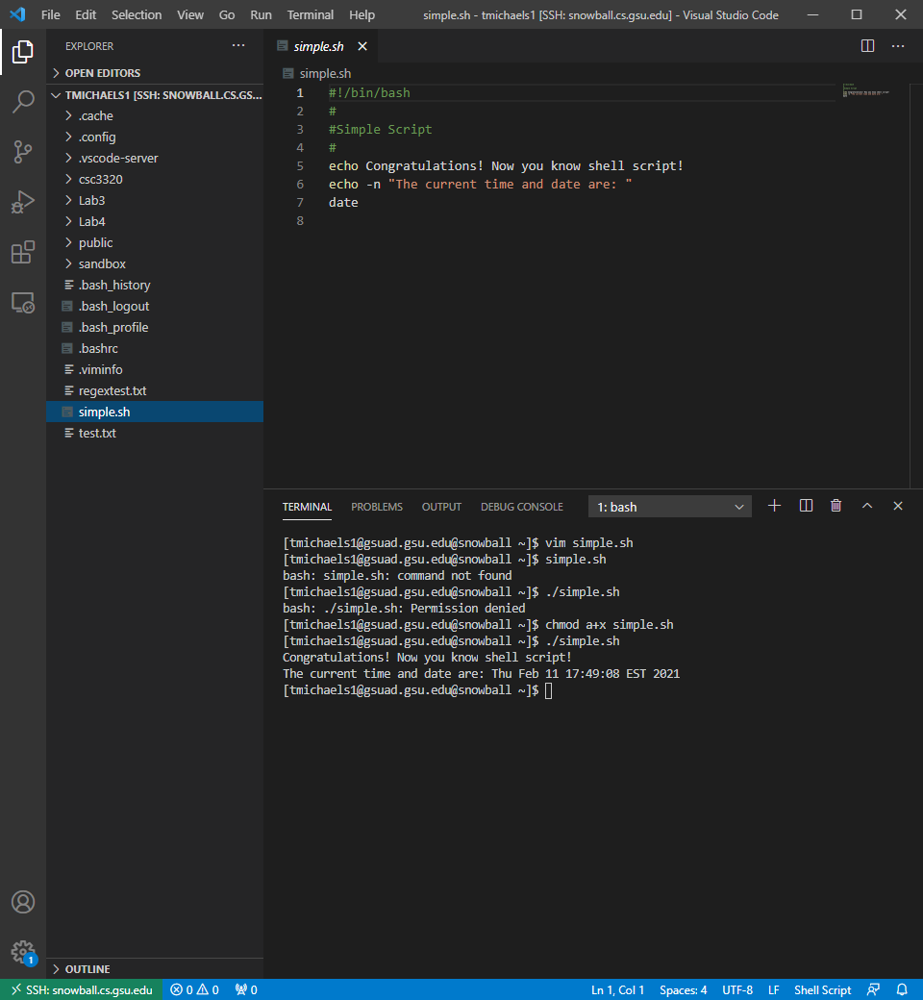 File Edit Selection View Go Run Terminal Help simple.sh - tmichaels1 [SSH: snowball.cs.gsu.edu] - Visual Studio Code
EXPLORER
OPEN EDITORS
TMICHAELS1 [SSH: SNOWBALL.CS.GS...
.cache
.config
.vscode-server
csc3320
Lab3
Lab4
public
sandbox
.bash_history
.bash_logout
.bash_profile
.bashrc
.viminfo
regextest.txt
simple.sh
test.txt
OUTLINE
simple.sh
simple.sh
1 #!/bin/bash
2 #
3 #Simple Script
4 #
5 echo Congratulations! Now you know shell script!
6 echo -n "The current time and date are: "
7 date
8
TERMINAL PROBLEMS OUTPUT DEBUG CONSOLE 1: bash
[tmichaels1@gsuad.gsu.edu@snowball ~]$ vim simple.sh
[tmichaels1@gsuad.gsu.edu@snowball ~]$ simple.sh
bash: simple.sh: command not found
[tmichaels1@gsuad.gsu.edu@snowball ~]$ ./simple.sh
bash: ./simple.sh: Permission denied
[tmichaels1@gsuad.gsu.edu@snowball ~]$ chmod a+x simple.sh
[tmichaels1@gsuad.gsu.edu@snowball ~]$ ./simple.sh
Congratulations! Now you know shell script!
The current time and date are: Thu Feb 11 17:49:08 EST 2021
[tmichaels1@gsuad.gsu.edu@snowball ~]$
1
SSH: snowball.cs.gsu.edu 0 0 0 Ln 1, Col 1 Spaces: 4 UTF-8 LF Shell Script